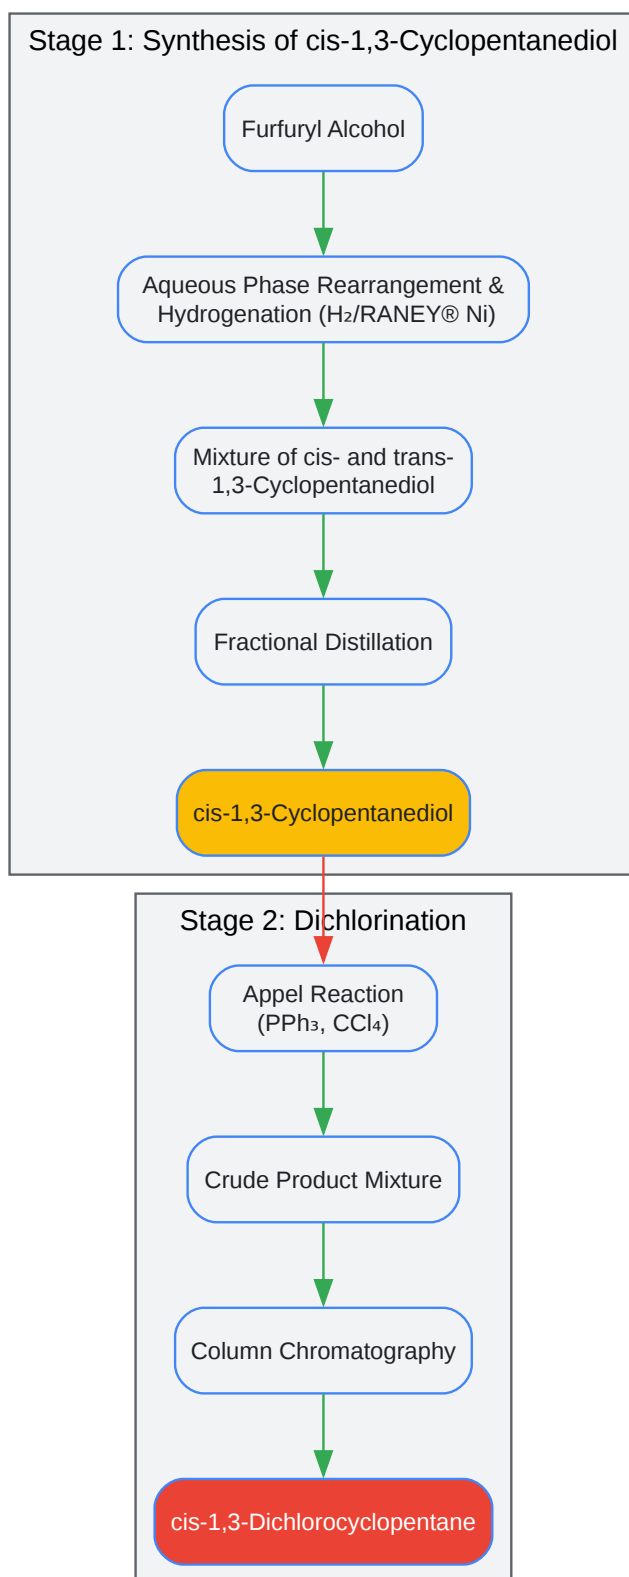 Stage 1: Synthesis of cis-1,3-Cyclopentanediol
Furfuryl Alcohol
Aqueous Phase Rearrangement &
Hydrogenation (H₂/RANEY® Ni)
Mixture of cis- and trans-
1,3-Cyclopentanediol
Fractional Distillation
cis-1,3-Cyclopentanediol
Stage 2: Dichlorination
Appel Reaction
(PPh₃, CCl₄)
Crude Product Mixture
Column Chromatography
cis-1,3-Dichlorocyclopentane